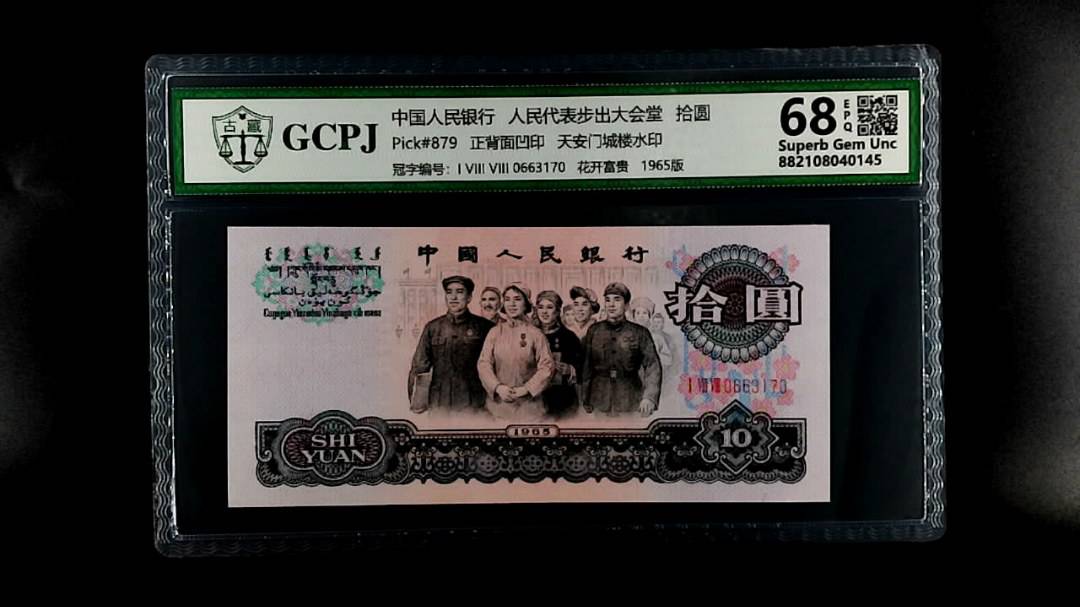 古 藏
GCPJ
中国人民银行 人民代表步出大会堂 拾圆
Pick#879 正背面凹印 天安门城楼水印
冠字编号：I VIII VIII 0663170 花开富贵 1965版
68 EPQ
Superb Gem Unc
882108040145
中國人民銀行
拾圓
I VIII VIII 0663170
1965
SHI
YUAN
10